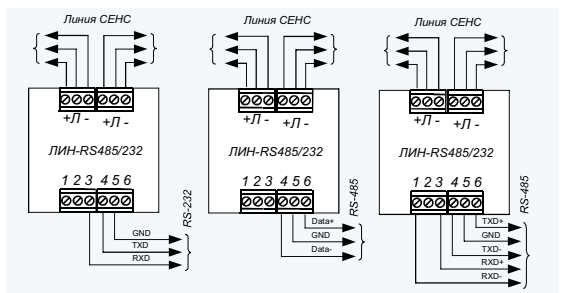 Линия СЕНС
+Л - +Л -
ЛИН-RS485/232
1 2 3 4 5 6
GND
TXD
RXD
RS-232
Линия СЕНС
+Л - +Л -
ЛИН-RS485/232
1 2 3 4 5 6
Data+
GND
Data-
RS-485
Линия СЕНС
+Л - +Л -
ЛИН-RS485/232
1 2 3 4 5 6
TXD+
GND
TXD-
RXD+
RXD-
RS-485